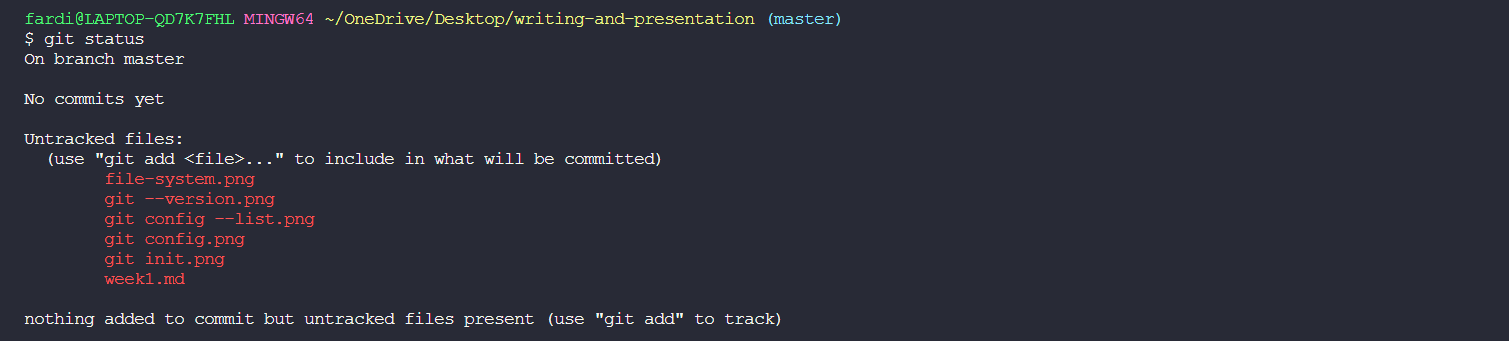 fardi@LAPTOP-QD7K7FHL MINGW64 ~/OneDrive/Desktop/writing-and-presentation (master)
$ git status
On branch master
No commits yet
Untracked files:
(use "git add <file>..." to include in what will be committed)
file-system.png
git --version.png
git config --list.png
git config.png
git init.png
week1.md
nothing added to commit but untracked files present (use "git add" to track)